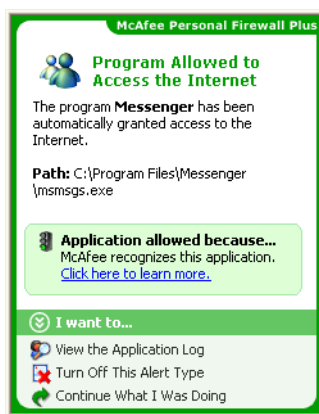 McAfee Personal Firewall Plus
Program Allowed to
Access the Internet
The program Messenger has been
automatically granted access to the
Internet.
Path: C:\Program Files\Messenger
\msmsgs.exe
Application allowed because...
McAfee recognizes this application.
Click here to learn more.
I want to...
View the Application Log
Turn Off This Alert Type
Continue What I Was Doing